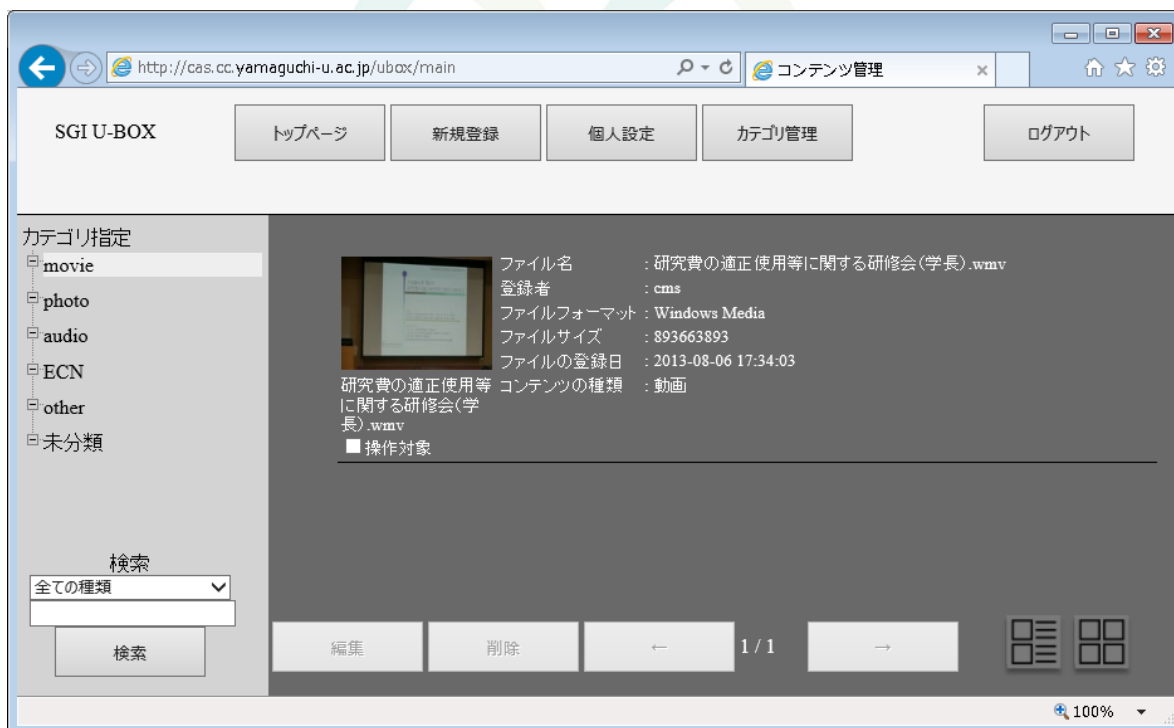 http://cas.cc.yamaguchi-u.ac.jp/ubox/main
コンテンツ管理
SGI U-BOX
トップページ
新規登録
個人設定
カテゴリ管理
ログアウト
カテゴリ指定
movie
photo
audio
ECN
other
未分類
検索
全ての種類
検索
ファイル名 : 研究費の適正使用等に関する研修会(学長).wmv
登録者 : cms
ファイルフォーマット : Windows Media
ファイルサイズ : 893663893
ファイルの登録日 : 2013-08-06 17:34:03
コンテンツの種類 : 動画
研究費の適正使用等
に関する研修会(学
長).wmv
操作対象
編集
削除
←
1 / 1
→
100%